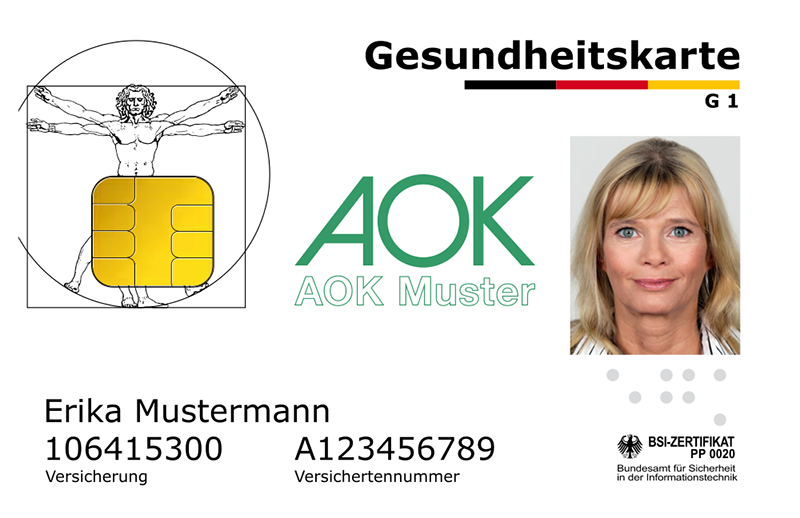 Gesundheitskarte
G 1
AOK
AOK Muster
Erika Mustermann
106415300 A123456789
Versicherung Versichertennummer
BSI-ZERTIFIKAT
PP 0020
Bundesamt für Sicherheit
in der Informationstechnik